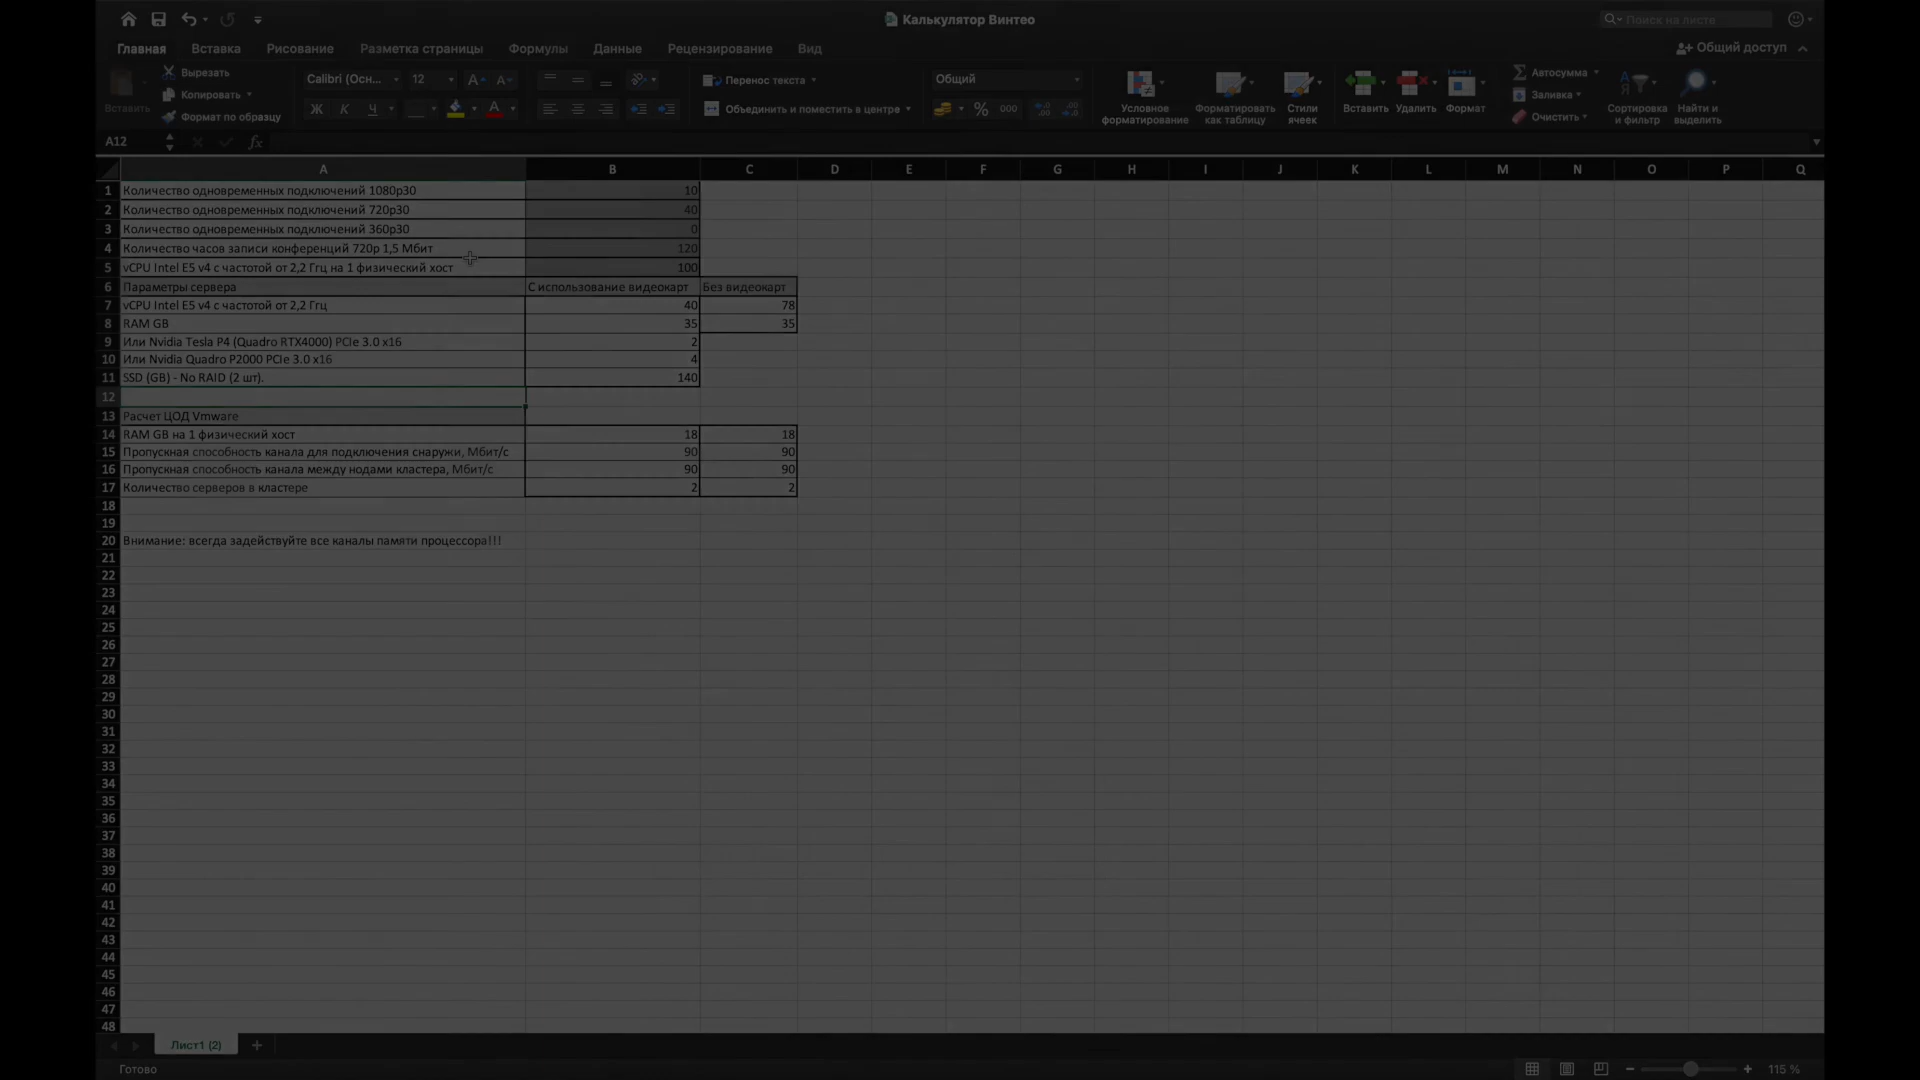 Калькулятор Винтео
Поиск на листе
Главная Вставка Рисование Разметка страницы Формулы Данные Рецензирование Вид Общий доступ
Вставить
Вырезать
Копировать
Формат по образцу
Calibri (Осн... 12
Ж К Ч
Перенос текста
Объединить и поместить в центре
Общий
% 000
Условное форматирование
Форматировать как таблицу
Стили ячеек
Вставить
Удалить
Формат
Автосумма
Заливка
Очистить
Сортировка и фильтр
Найти и выделить
A12 fx
A B C D E F G H I J K L M N O P Q
1 Количество одновременных подключений 1080p30 10
2 Количество одновременных подключений 720p30 40
3 Количество одновременных подключений 360p30 0
4 Количество часов записи конференций 720p 1,5 Мбит 120
5 vCPU Intel E5 v4 с частотой от 2,2 Ггц на 1 физический хост 100
6 Параметры сервера С использование видеокарт Без видеокарт
7 vCPU Intel E5 v4 с частотой от 2,2 Ггц 40 78
8 RAM GB 35 35
9 Или Nvidia Tesla P4 (Quadro RTX4000) PCIe 3.0 x16 2
10 Или Nvidia Quadro P2000 PCIe 3.0 x16 4
11 SSD (GB) - No RAID (2 шт). 140
12
13 Расчет ЦОД Vmware
14 RAM GB на 1 физический хост 18 18
15 Пропускная способность канала для подключения снаружи, Мбит/с 90 90
16 Пропускная способность канала между нодами кластера, Мбит/с 90 90
17 Количество серверов в кластере 2 2
18
19
20 Внимание: всегда задействуйте все каналы памяти процессора!!!
21
22
23
24
25
26
27
28
29
30
31
32
33
34
35
36
37
38
39
40
41
42
43
44
45
46
47
48
Лист1 (2)
Готово
115 %